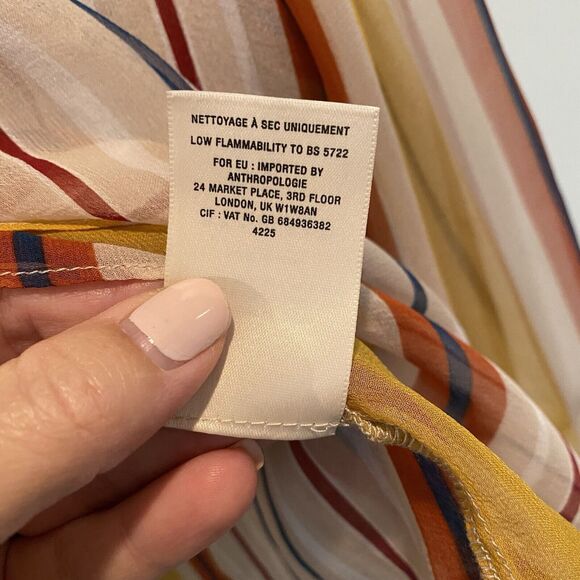 NETTOYAGE À SEC UNIQUEMENT
LOW FLAMMABILITY TO BS 5722
FOR EU : IMPORTED BY
ANTHROPOLOGIE
24 MARKET PLACE, 3RD FLOOR
LONDON, UK W1W8AN
CIF : VAT No. GB 684936382
4225